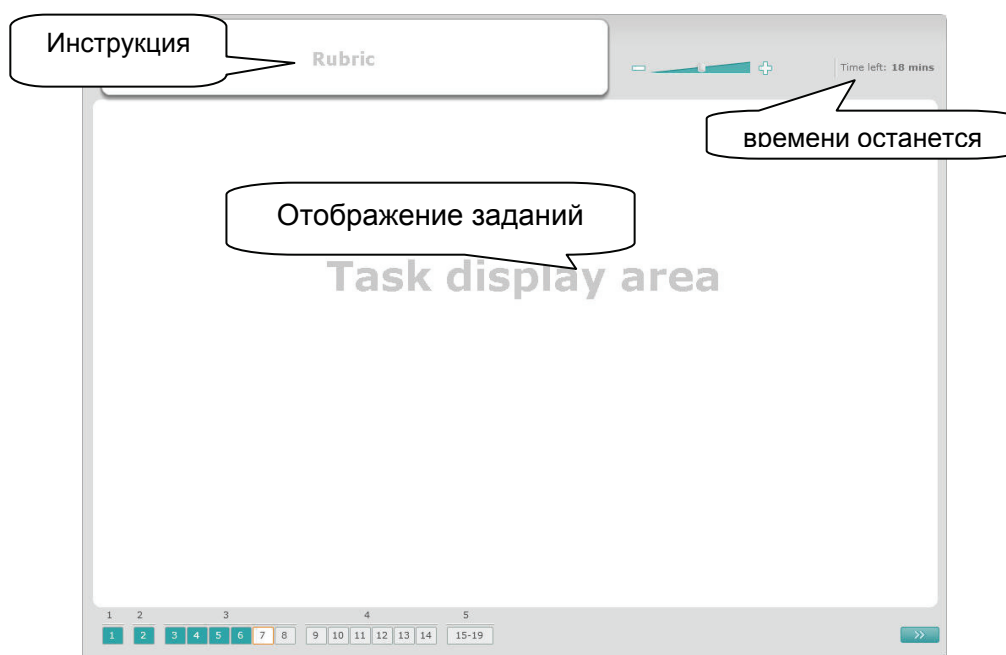 Инструкция
Rubric
Time left: 18 mins
времени останется
Отображение заданий
Task display area
1 2 3 4 5
1 2 3 4 5 6 7 8 9 10 11 12 13 14 15-19